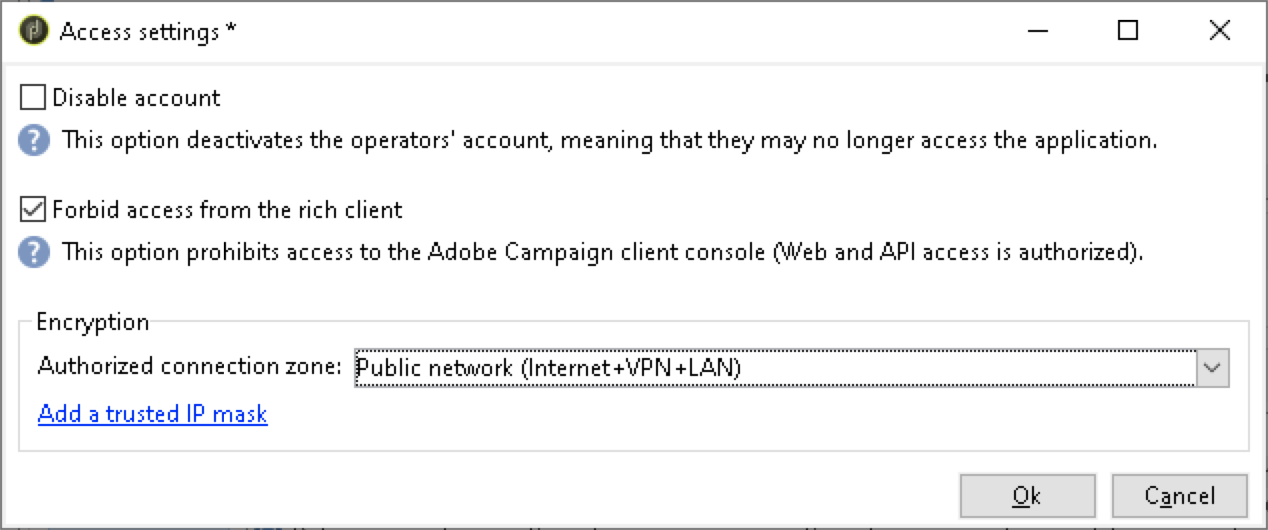 Access settings *
Disable account
? This option deactivates the operators' account, meaning that they may no longer access the application.
Forbid access from the rich client
? This option prohibits access to the Adobe Campaign client console (Web and API access is authorized).
Encryption
Authorized connection zone: Public network (Internet+VPN+LAN)
Add a trusted IP mask
Ok Cancel